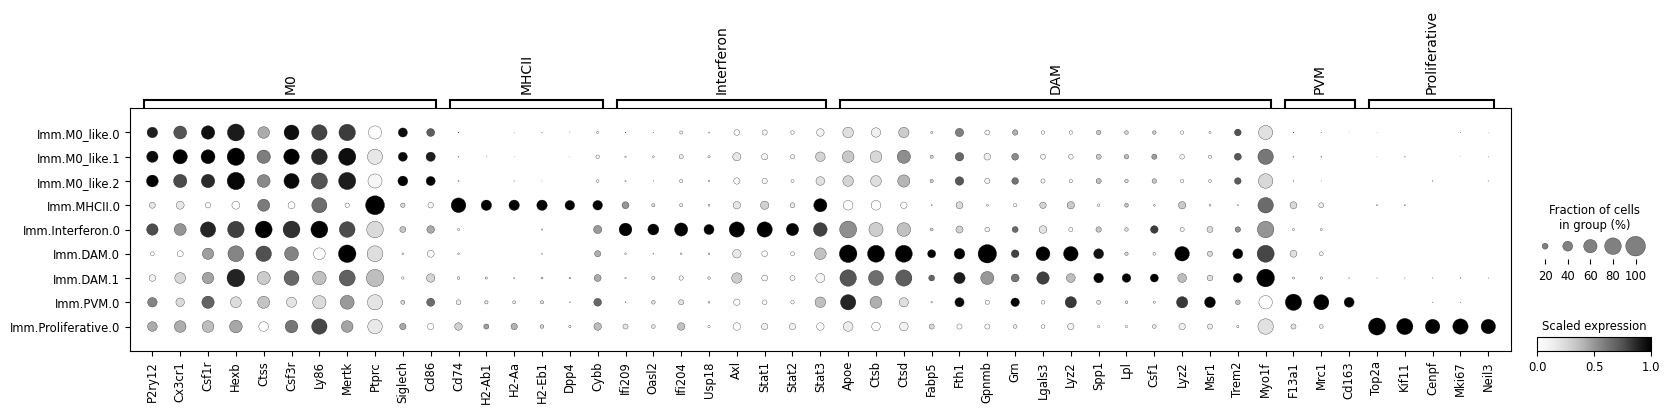 M0
MHCII
Interferon
DAM
PVM
Proliferative
Imm.M0_like.0
Imm.M0_like.1
Imm.M0_like.2
Imm.MHCII.0
Imm.Interferon.0
Imm.DAM.0
Imm.DAM.1
Imm.PVM.0
Imm.Proliferative.0
P2ry12
Cx3cr1
Csf1r
Hexb
Ctss
Csf3r
Ly86
Mertk
Ptprc
Siglech
Cd86
Cd74
H2-Ab1
H2-Aa
H2-Eb1
Dpp4
Cybb
Ifi209
Oasl2
Ifi204
Usp18
Axl
Stat1
Stat2
Stat3
Apoe
Ctsb
Ctsd
Fabp5
Fth1
Gpnmb
Grn
Lgals3
Lyz2
Spp1
Lpl
Csf1
Lyz2
Msr1
Trem2
Myo1f
F13a1
Mrc1
Cd163
Top2a
Kif11
Cenpf
Mki67
Neil3
Fraction of cells
in group (%)
20 40 60 80 100
Scaled expression
0.0 0.5 1.0